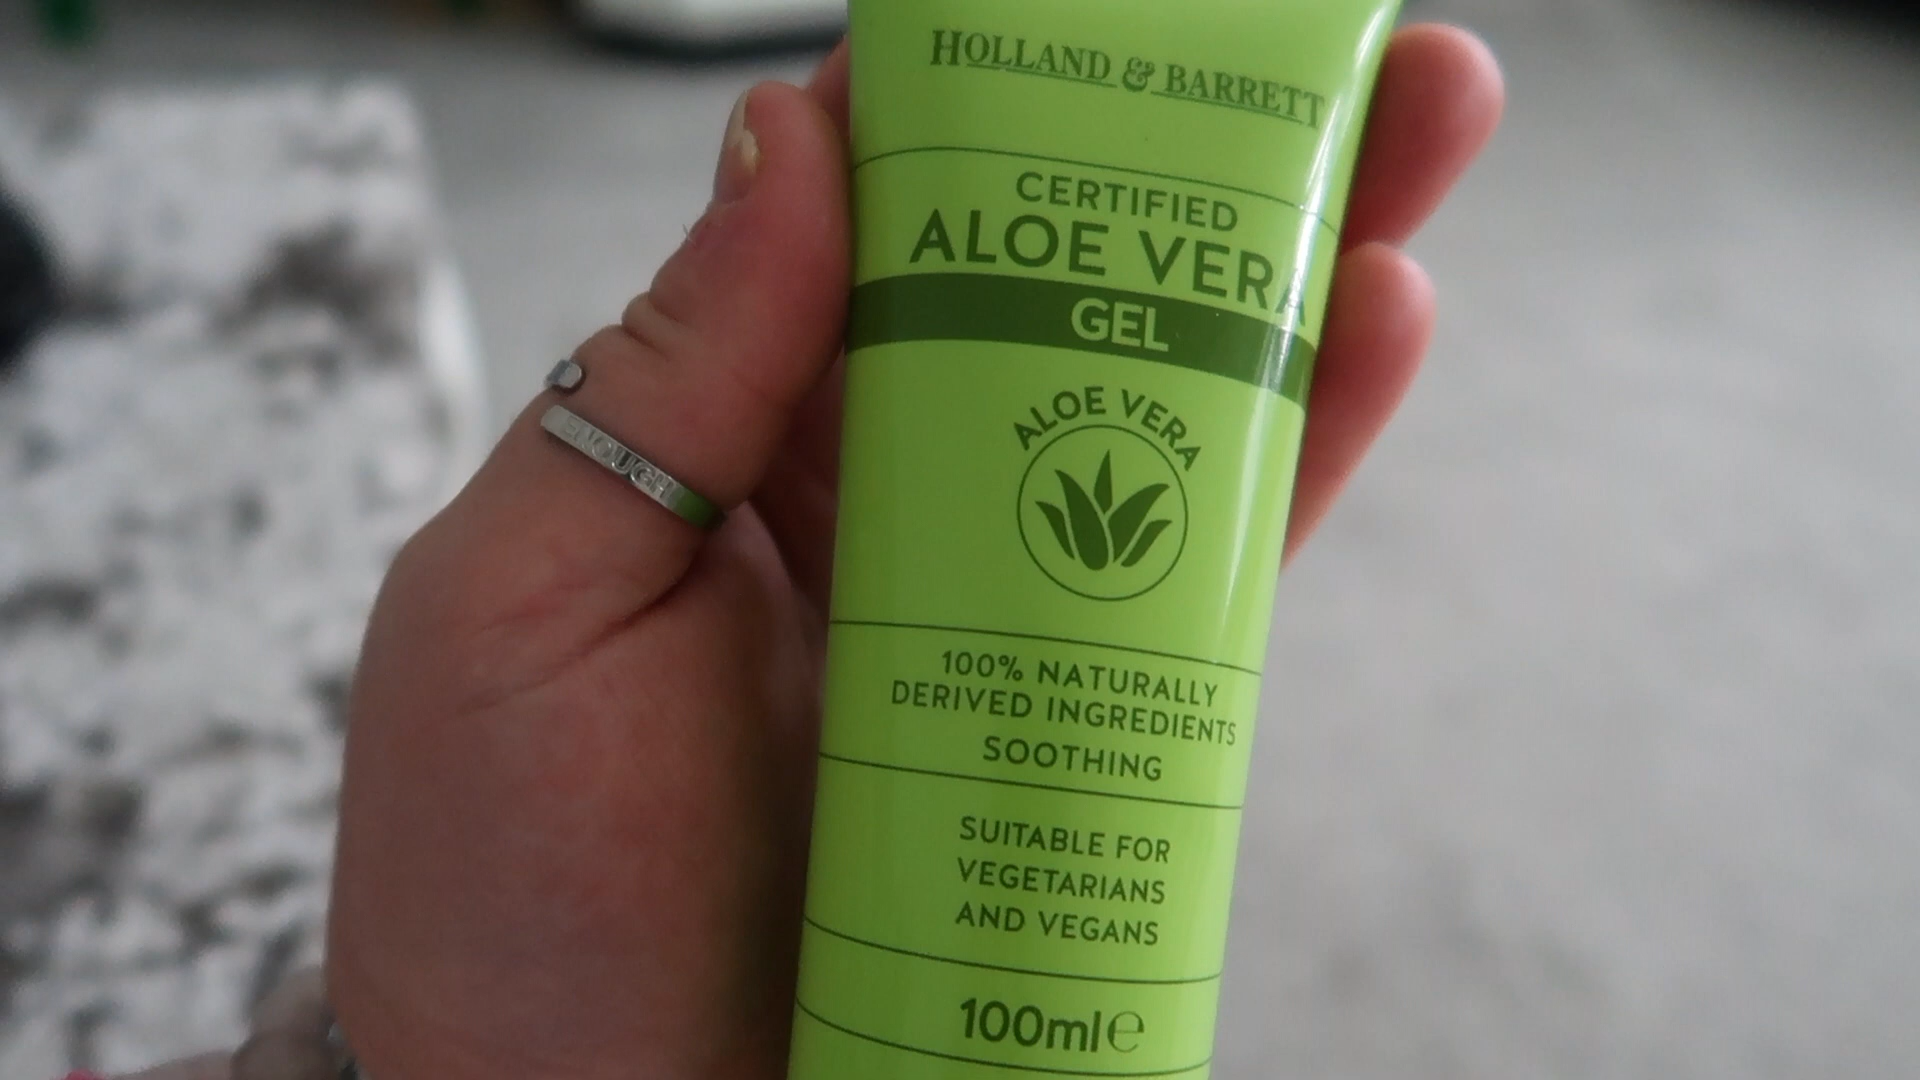 HOLLAND & BARRETT
CERTIFIED
ALOE VERA
GEL
ALOE VERA
100% NATURALLY
DERIVED INGREDIENTS
SOOTHING
SUITABLE FOR
VEGETARIANS
AND VEGANS
100ml℮
ENOUGH